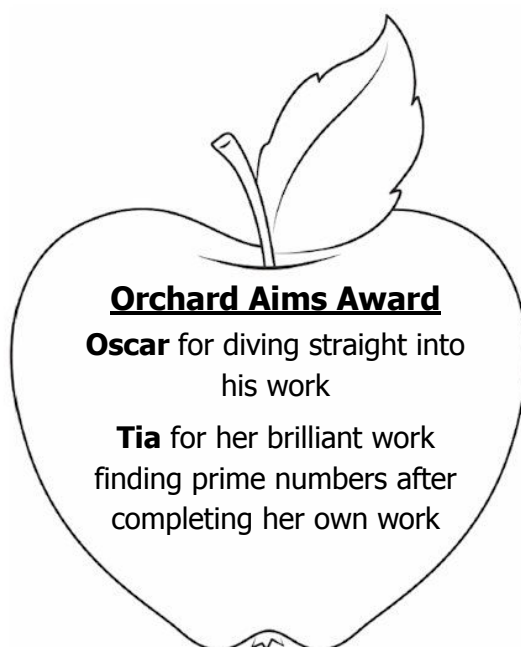 Orchard Aims Award
Oscar for diving straight into
his work
Tia for her brilliant work
finding prime numbers after
completing her own work